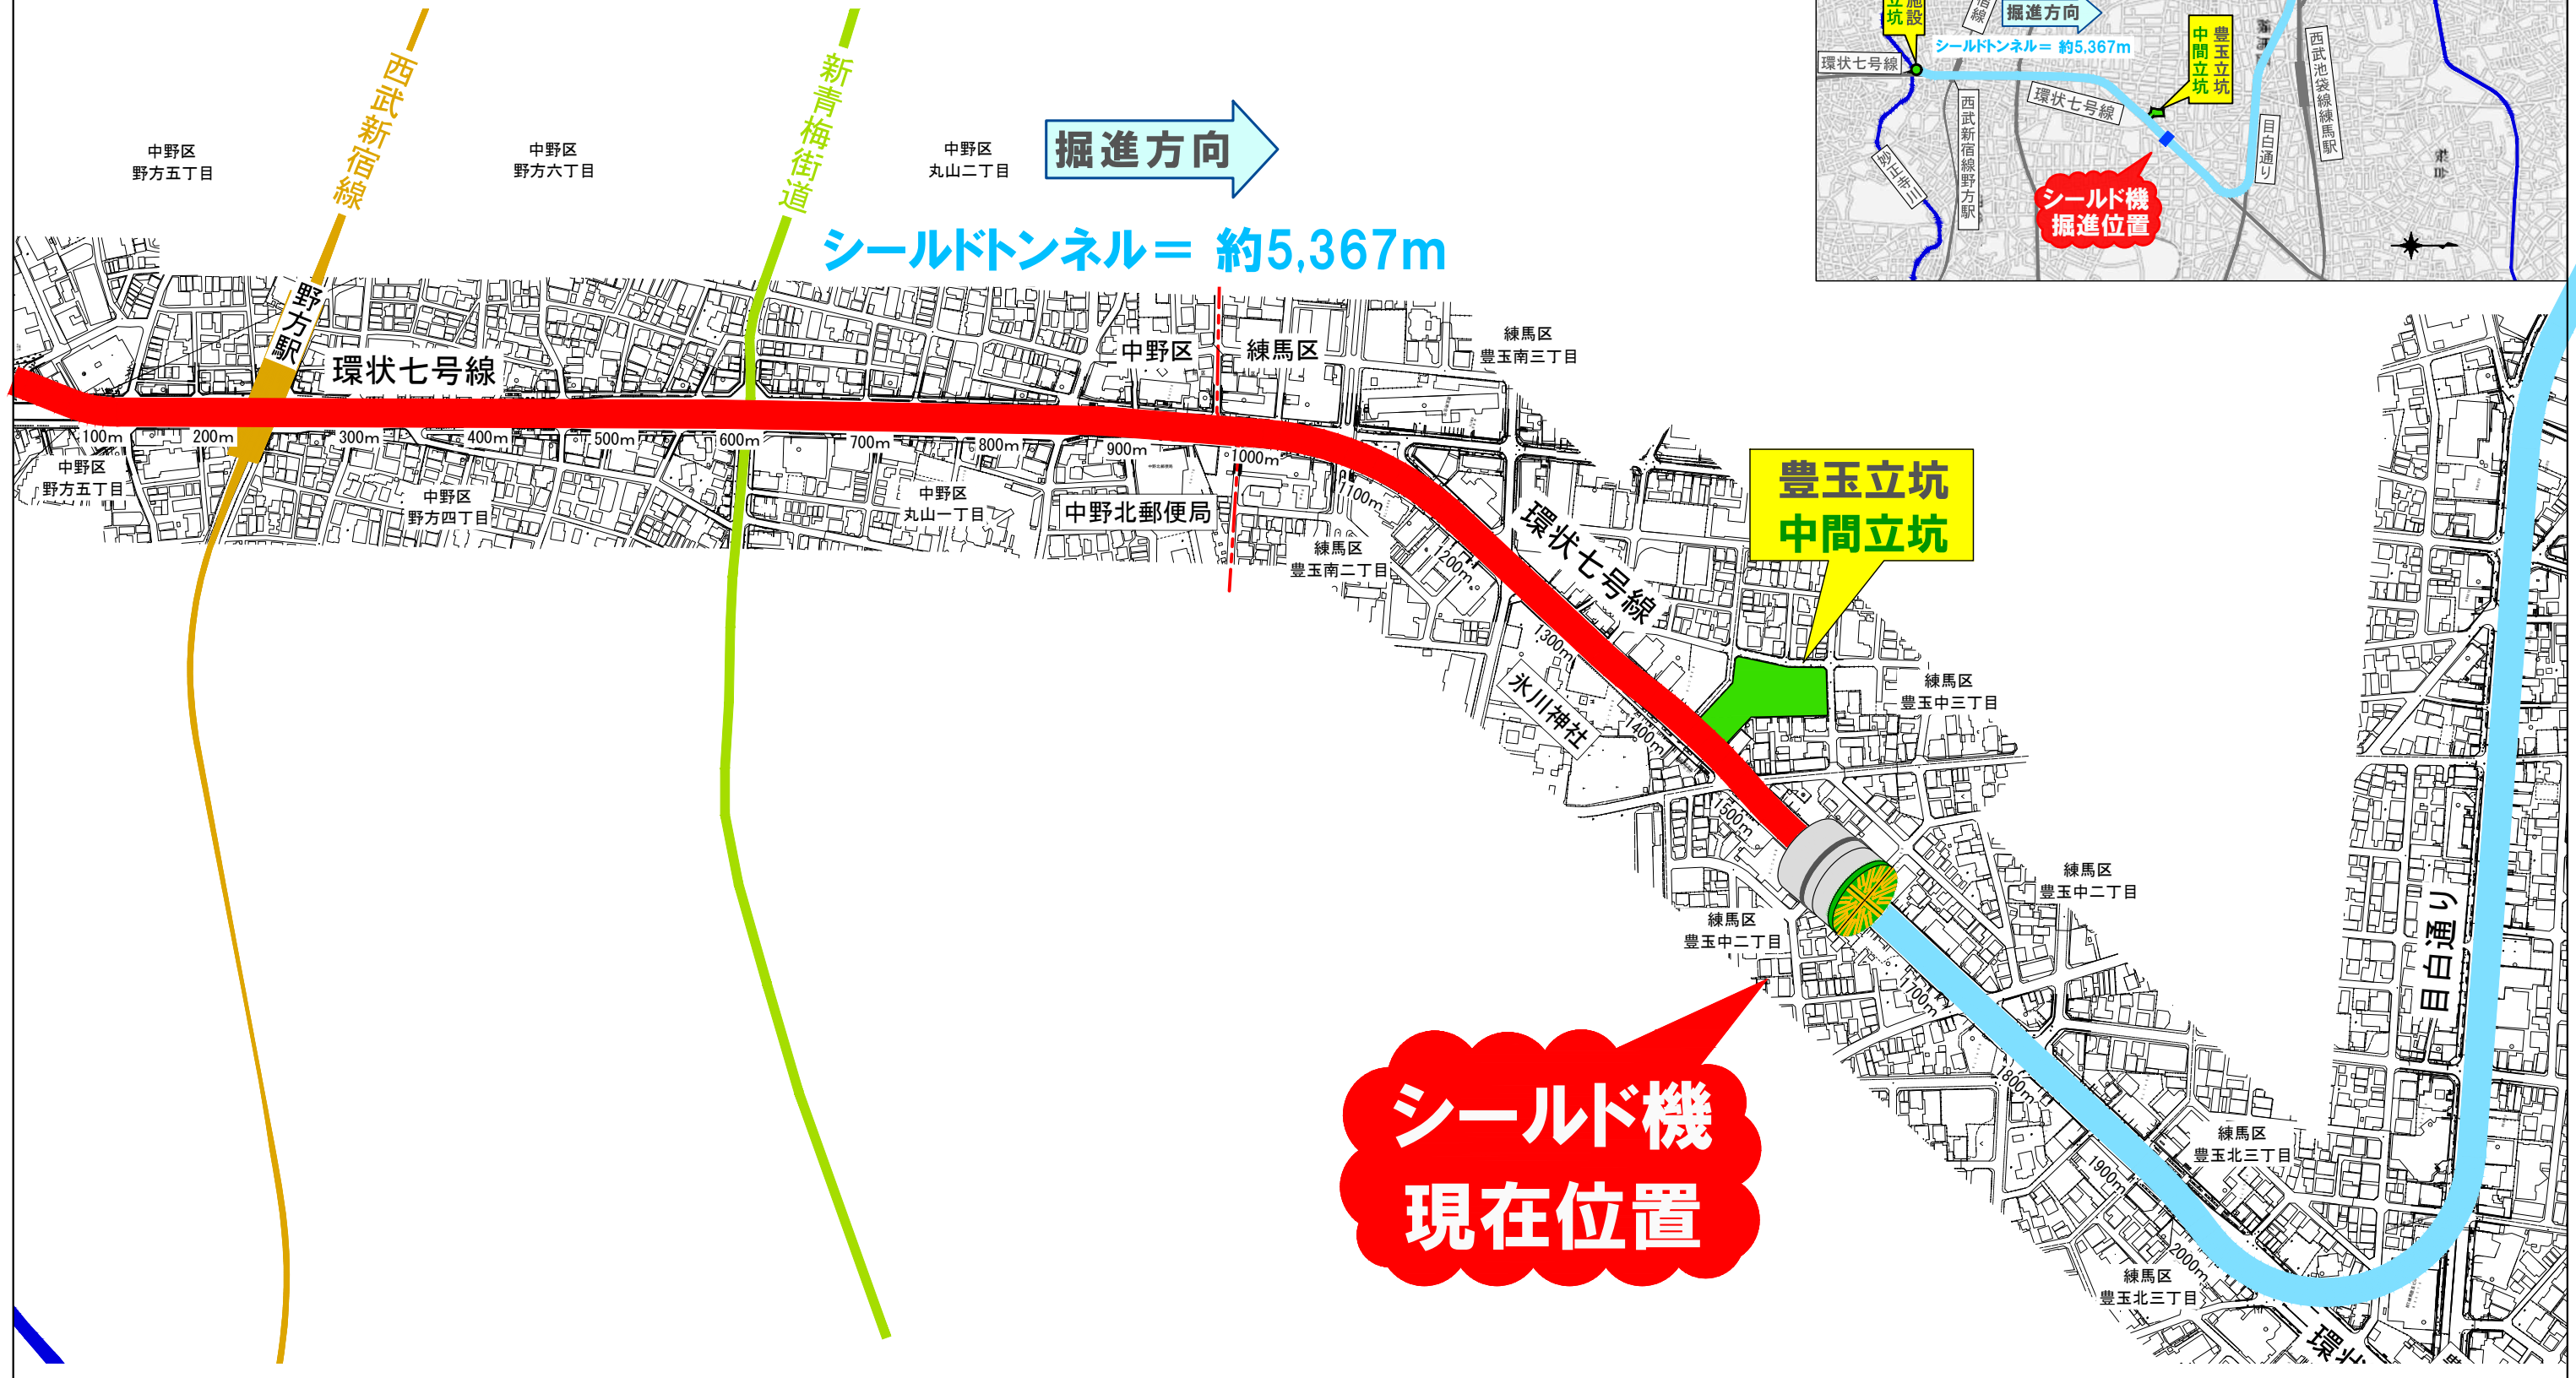 西武新宿線
新青梅街道
中野区
野方五丁目
中野区
野方六丁目
中野区
丸山二丁目
掘進方向
シールドトンネル＝ 約5,367m
野方駅
環状七号線
中野区
練馬区
練馬区
豊玉南三丁目
100m
200m
300m
400m
500m
600m
700m
800m
900m
1000m
1100m
1200m
1300m
1400m
1500m
1700m
1800m
1900m
2000m
中野区
野方五丁目
中野区
野方四丁目
中野区
丸山一丁目
中野北郵便局
練馬区
豊玉南二丁目
環状七号線
豊玉立坑
中間立坑
氷川神社
練馬区
豊玉中三丁目
練馬区
豊玉中二丁目
練馬区
豊玉中二丁目
シールド機
現在位置
目白通り
練馬区
豊玉北三丁目
練馬区
豊玉北三丁目
環状
施設
立坑
宿線
掘進方向
シールドトンネル＝ 約5,367m
環状七号線
環状七号線
豊玉立坑
中間立坑
西武池袋線練馬駅
西武新宿線野方駅
妙正寺川
目白通り
シールド機
掘進位置